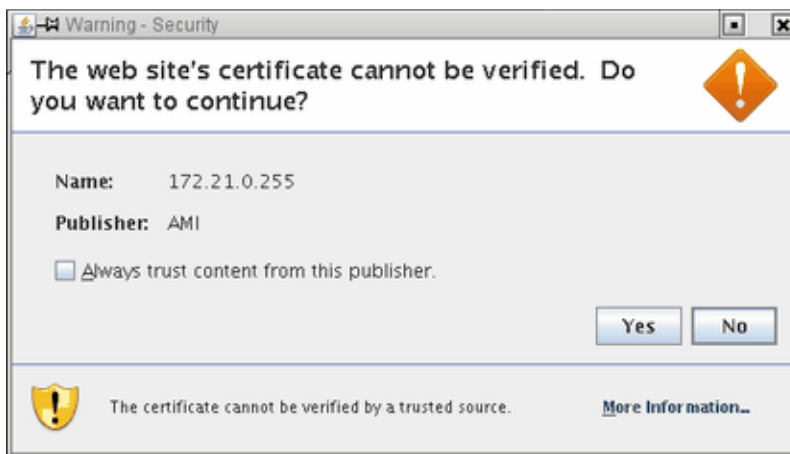 Warning - Security
The web site's certificate cannot be verified. Do
you want to continue?
Name: 172.21.0.255
Publisher: AMI
Always trust content from this publisher.
Yes No
The certificate cannot be verified by a trusted source. More Information...